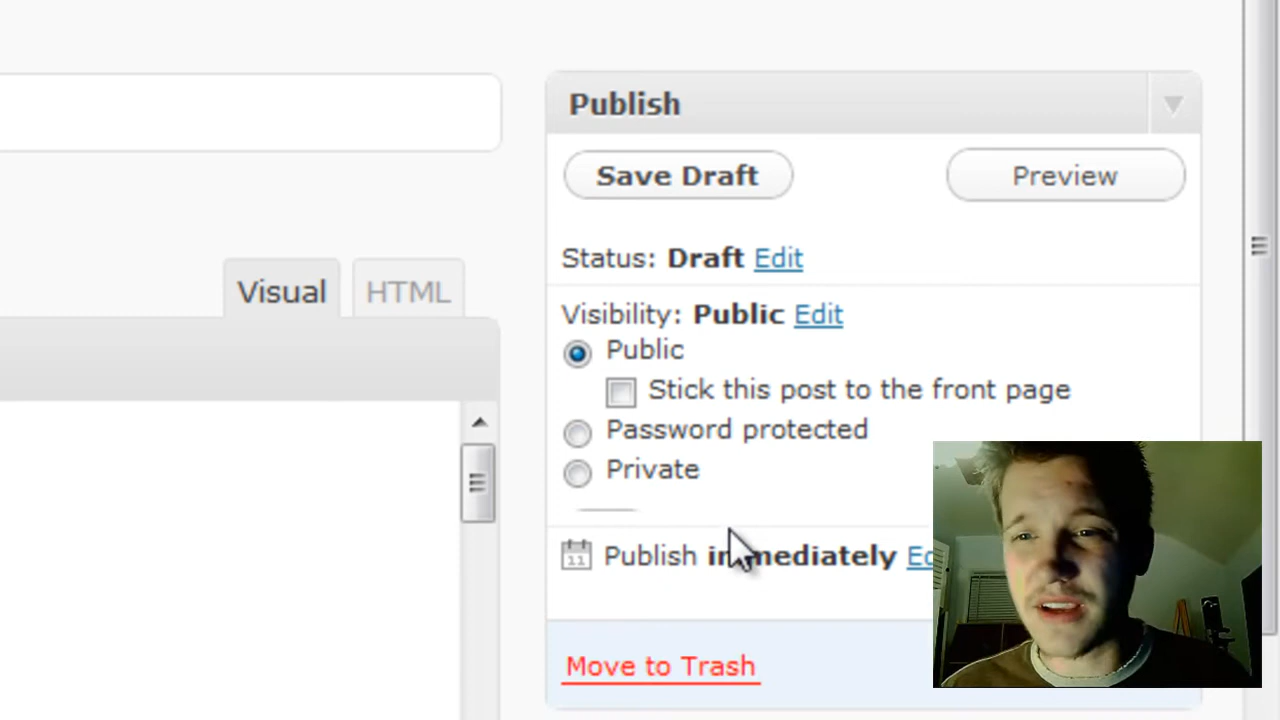 Publish
Save Draft
Preview
Status: Draft Edit
Visual
HTML
Visibility: Public Edit
Public
Stick this post to the front page
Password protected
Private
11
Publish immediately
Move to Trash